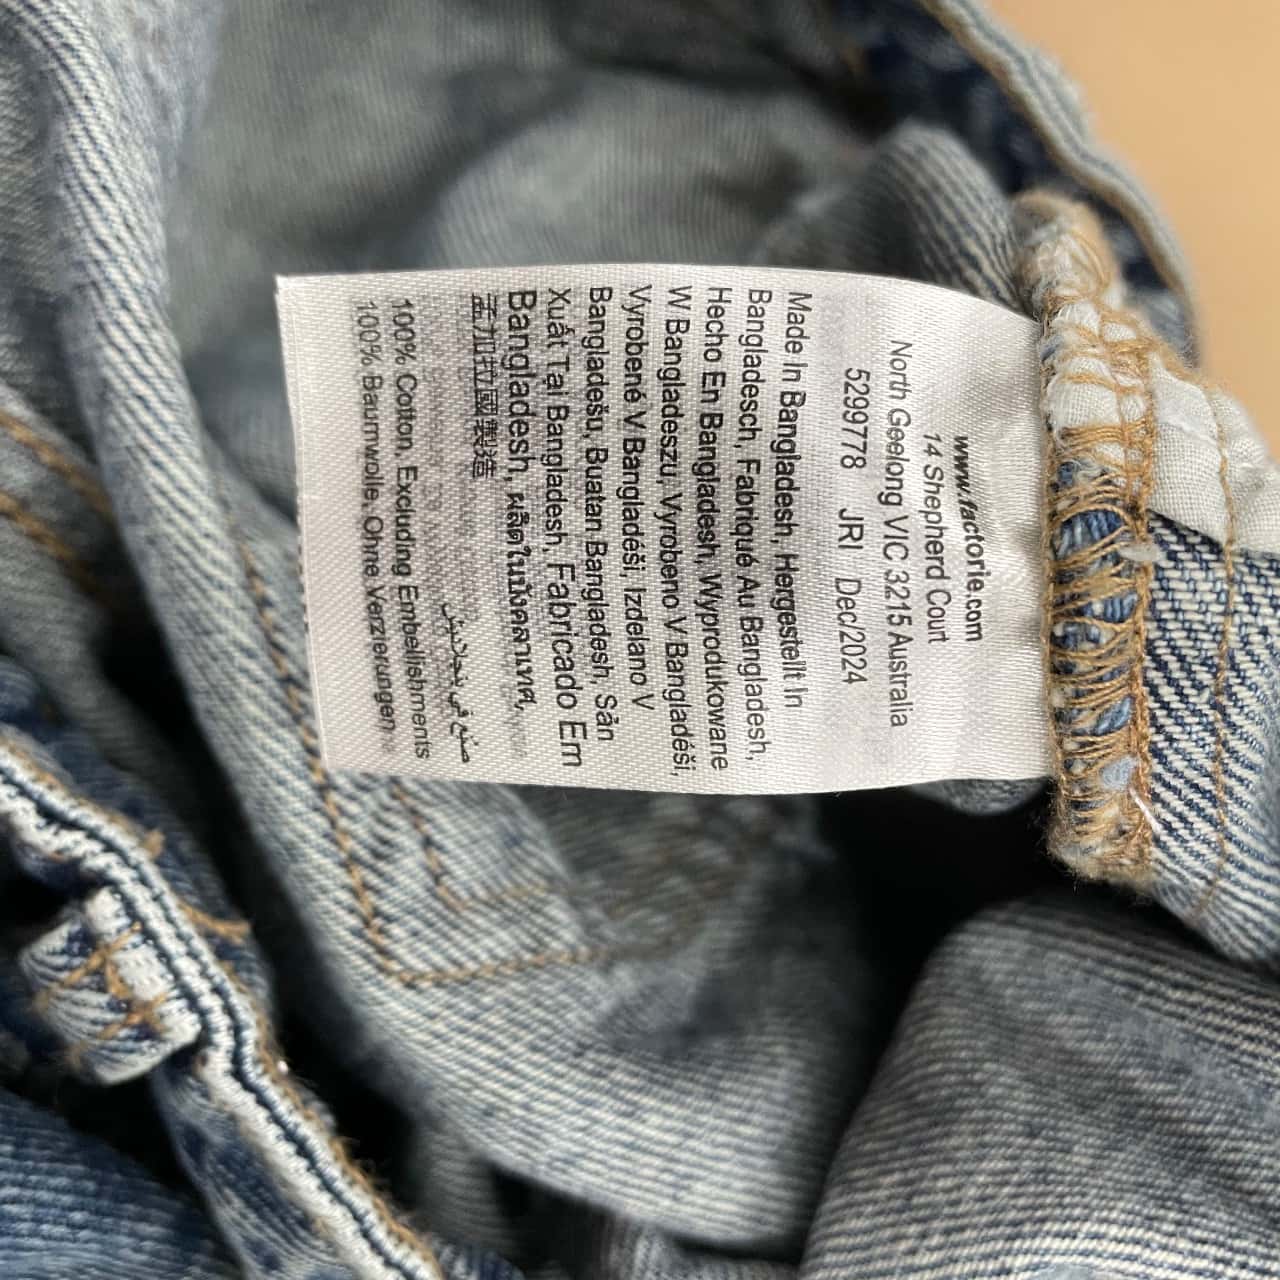 www.factorie.com
14 Shepherd Court
North Geelong VIC 3215 Australia
5299778 JRI Dec/2024
Made In Bangladesh, Hergestellt In
Bangladesch, Fabriqué Au Bangladesh,
Hecho En Bangladesh, Wyprodukowane
W Bangladeszu, Vyrobeno V Bangladéši,
Vyrobené V Bangladéši, Izdelano V
Bangladešu, Buatan Bangladesh, Sản
Xuất Tại Bangladesh, Fabricado Em
Bangladesh, ผลิตในบังคลาเทศ,
孟加拉國製造
صنع في بنجلاديش
100% Cotton, Excluding Embellishments
100% Baumwolle, Ohne Verzierungen